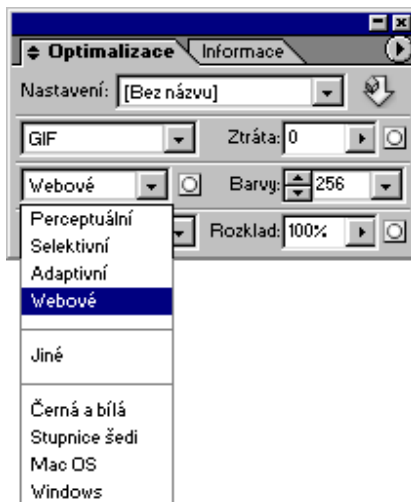 Optimalizace Informace
Nastavení: [Bez názvu]
GIF Ztráta: 0
Webové Barvy: 256
Perceptuální
Rozklad: 100%
Selektivní
Adaptivní
Webové
Jiné
Černá a bílá
Stupnice šedi
Mac OS
Windows